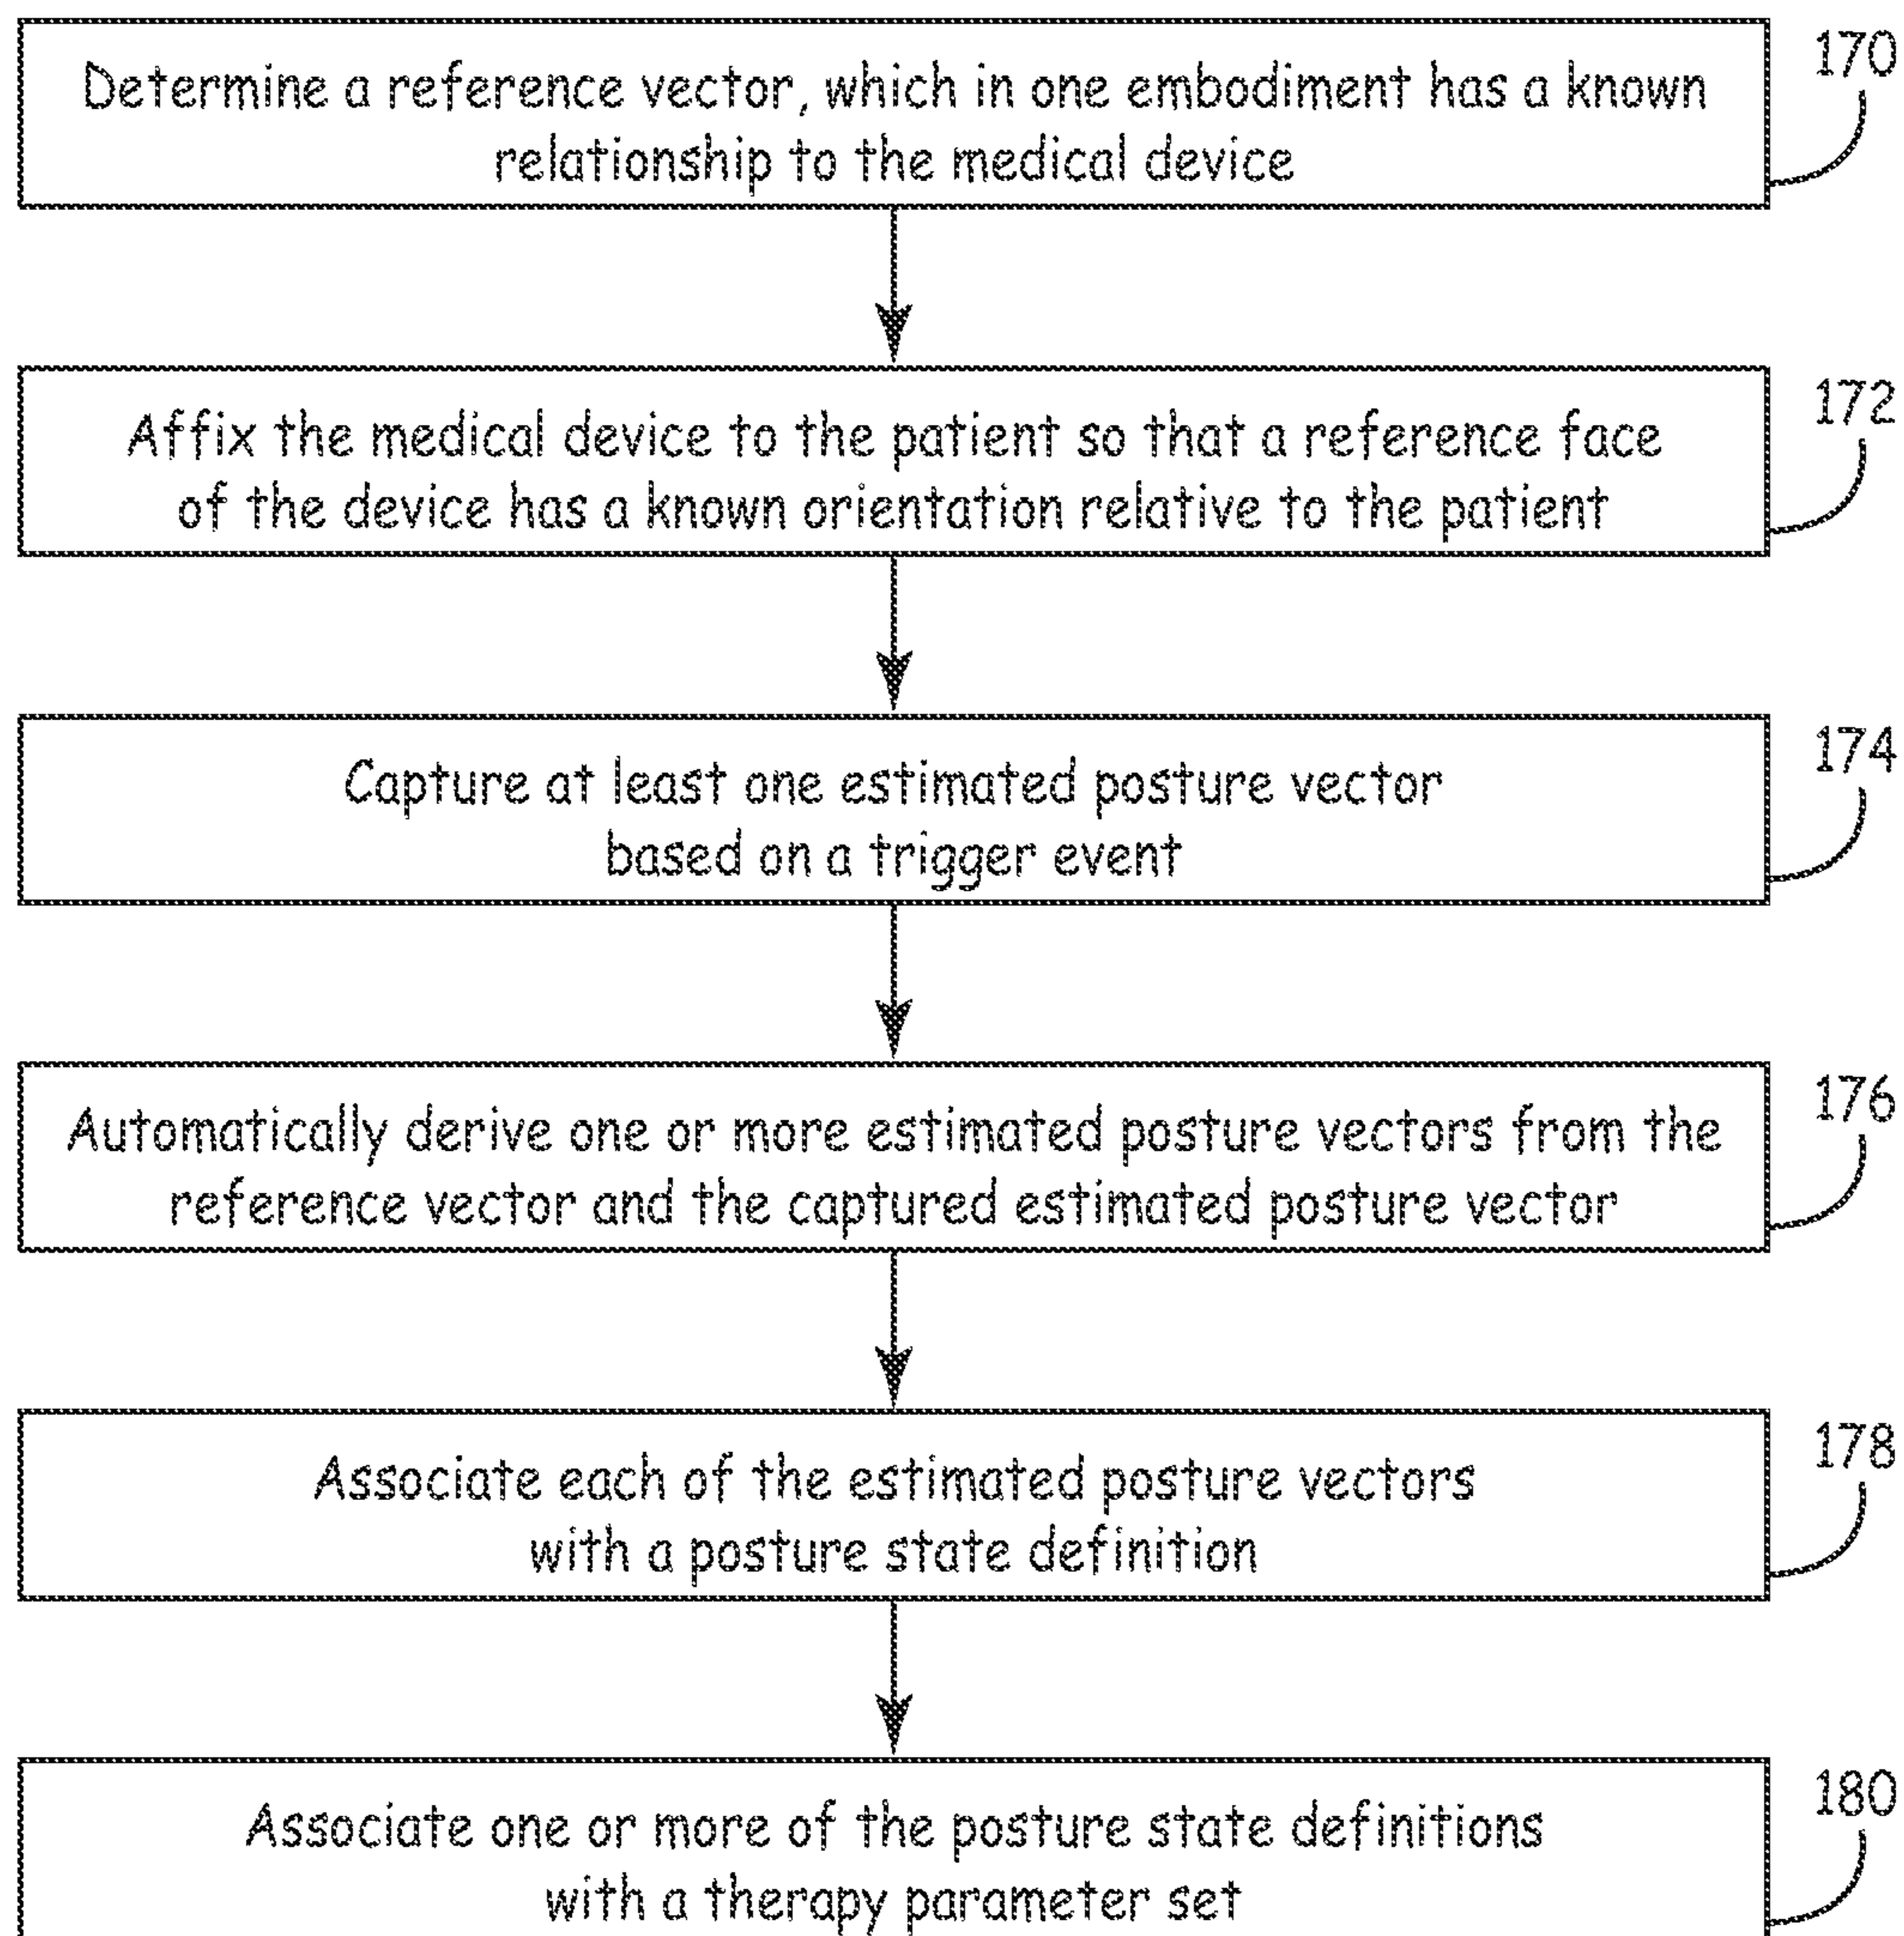 Determine a reference vector, which in one embodiment has a known
relationship to the medical device
170
Affix the medical device to the patient so that a reference face
of the device has a known orientation relative to the patient
172
Capture at least one estimated posture vector
based on a trigger event
174
Automatically derive one or more estimated posture vectors from the
reference vector and the captured estimated posture vector
176
Associate each of the estimated posture vectors
with a posture state definition
178
Associate one or more of the posture state definitions
with a therapy parameter set
180